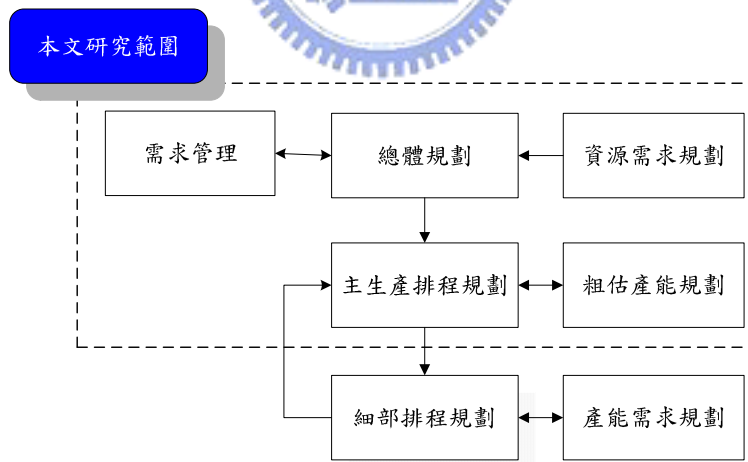 本文研究範圍
需求管理
總體規劃
資源需求規劃
主生產排程規劃
粗估產能規劃
細部排程規劃
產能需求規劃